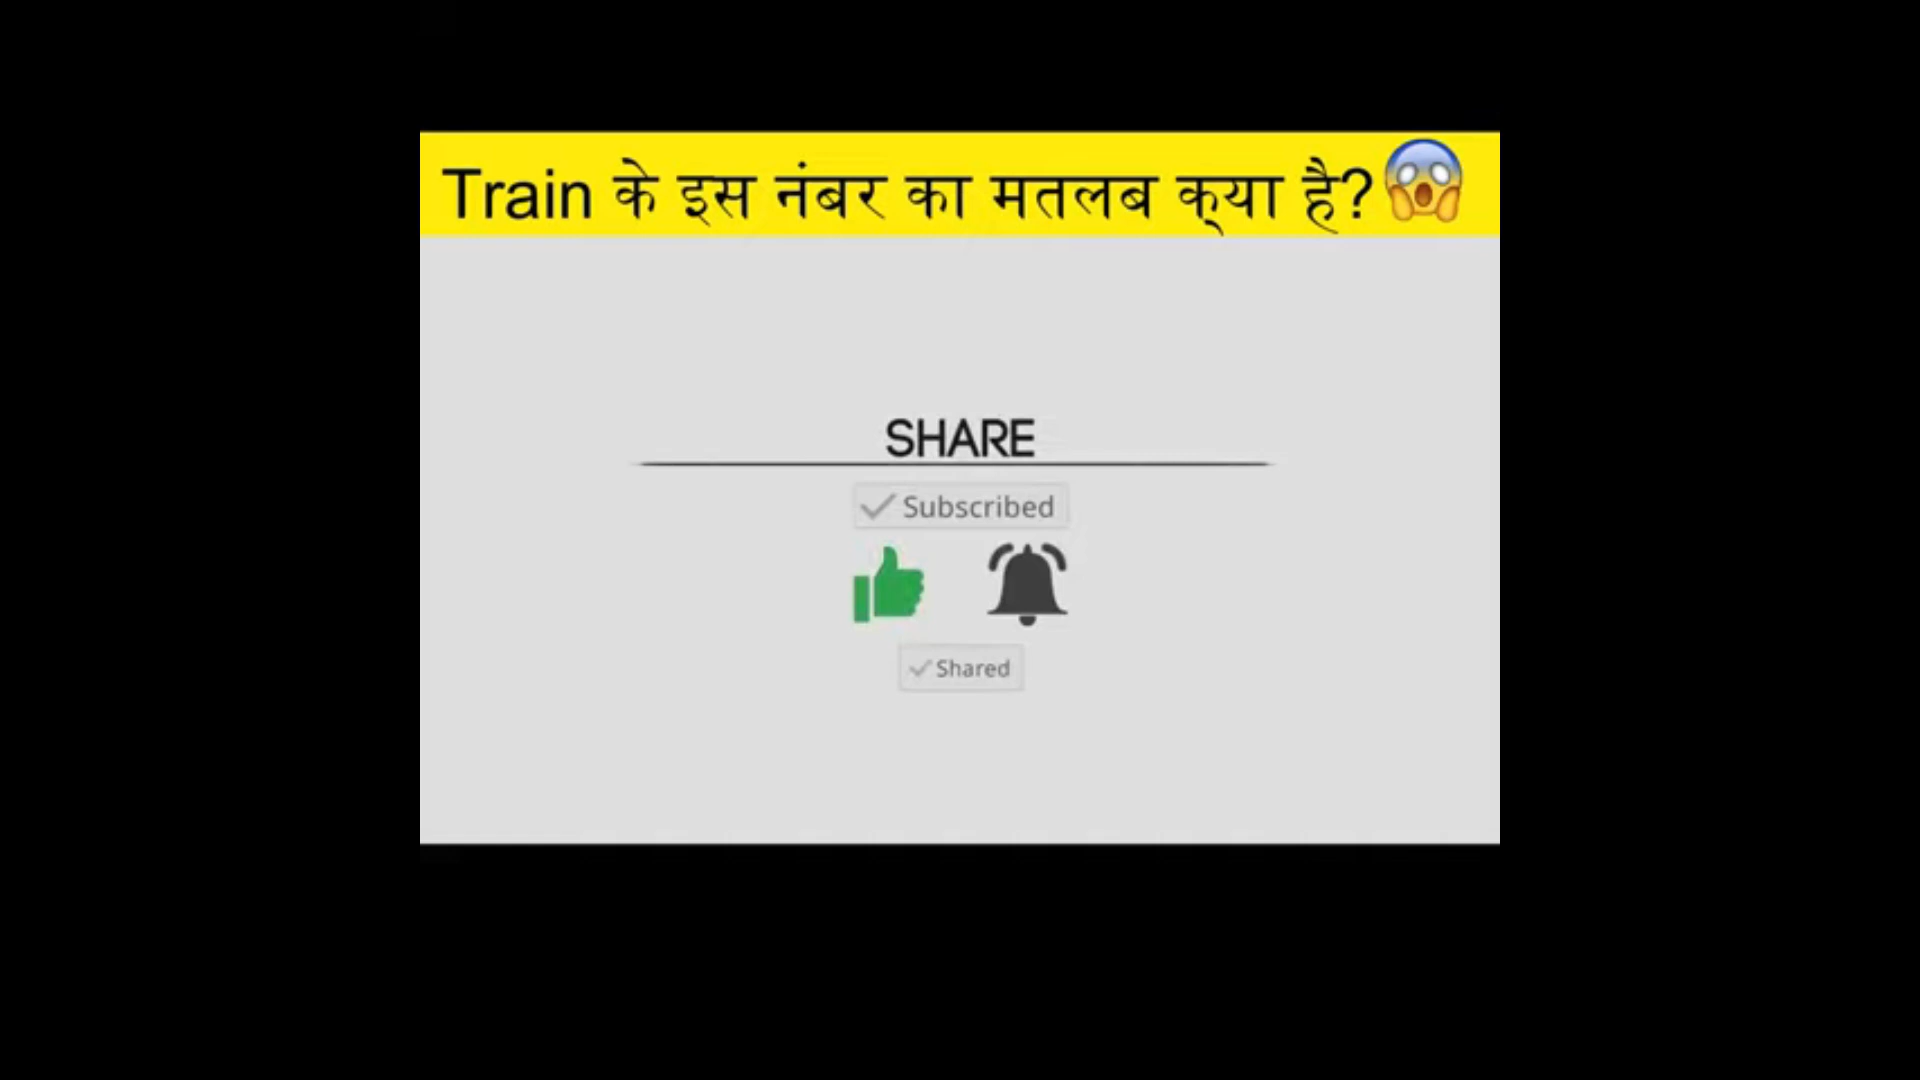 Train के इस नंबर का मतलब क्या है?😱
SHARE
Subscribed
Shared